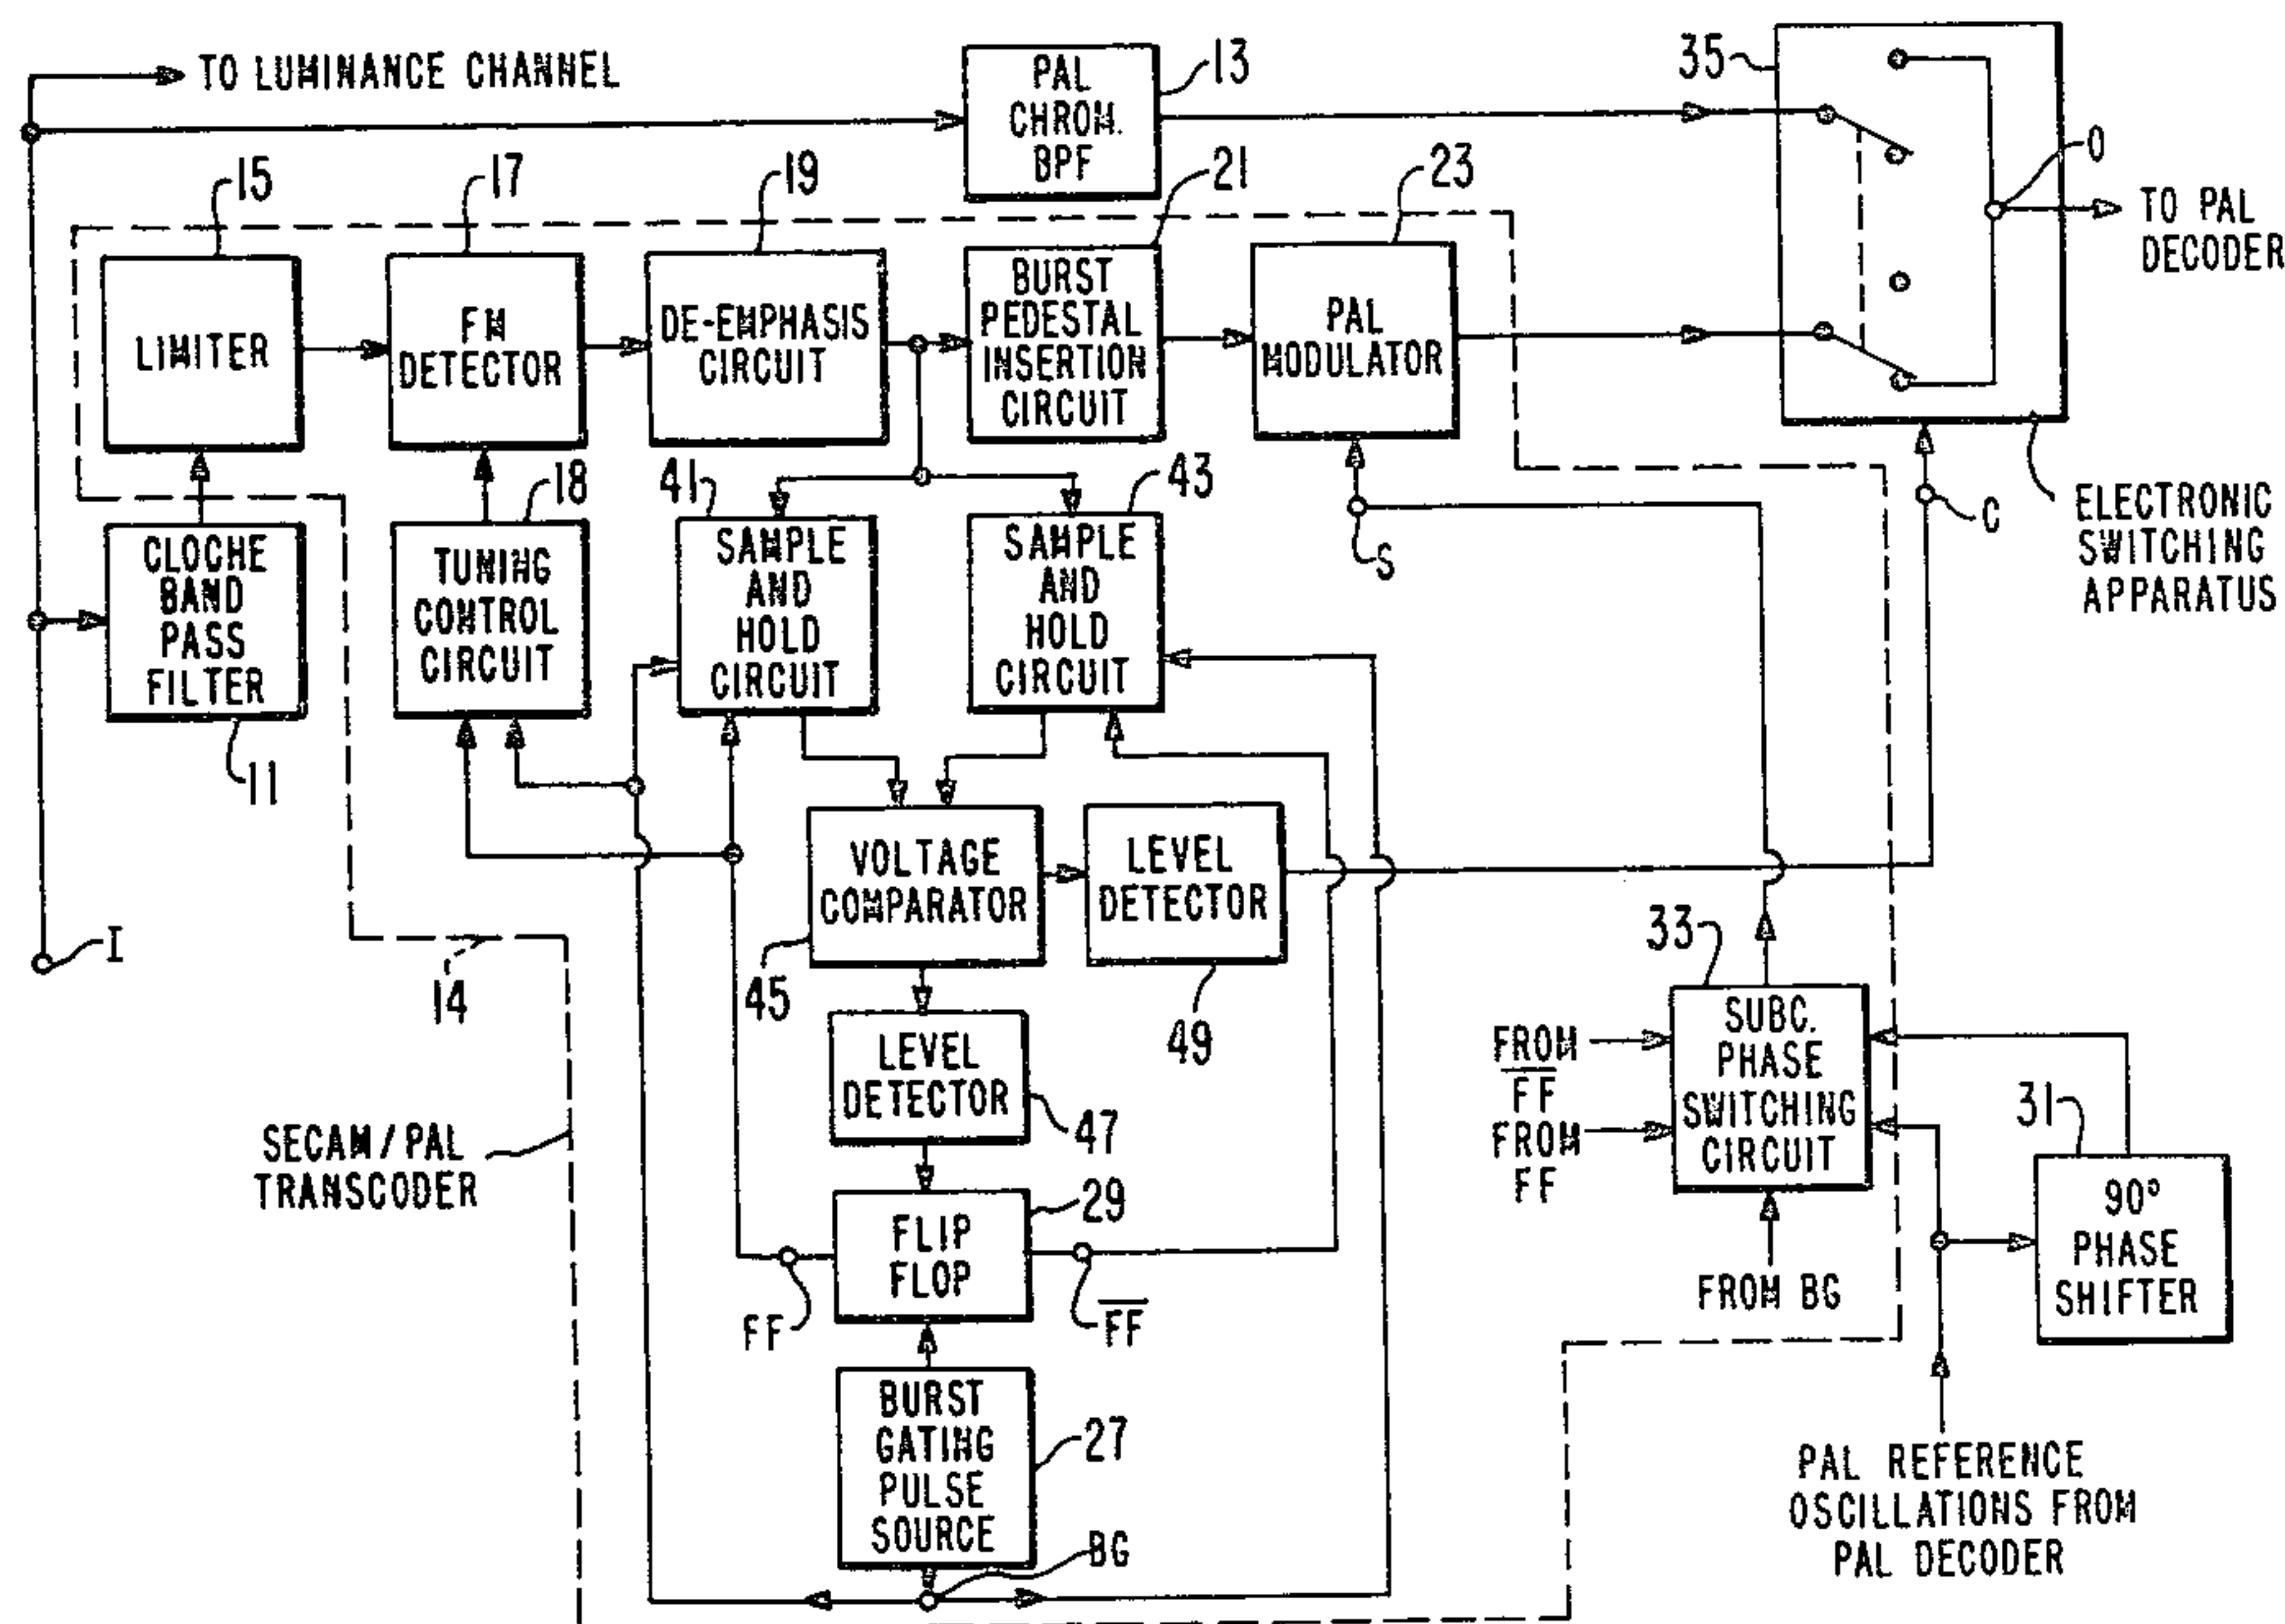 TO LUMINANCE CHANNEL
PAL
CHROM.
BPF
13
35
O
TO PAL
DECODER
15
17
19
21
23
LIMITER
FM
DETECTOR
DE-EMPHASIS
CIRCUIT
BURST
PEDESTAL
INSERTION
CIRCUIT
PAL
MODULATOR
CLOCHE
BAND
PASS
FILTER
11
18
TUNING
CONTROL
CIRCUIT
41
SAMPLE
AND
HOLD
CIRCUIT
43
SAMPLE
AND
HOLD
CIRCUIT
S
C
ELECTRONIC
SWITCHING
APPARATUS
I
14
VOLTAGE
COMPARATOR
45
LEVEL
DETECTOR
49
LEVEL
DETECTOR
47
33
SUBC.
PHASE
SWITCHING
CIRCUIT
FROM
FF̅
FROM
FF
FROM BG
31
90°
PHASE
SHIFTER
SECAM/PAL
TRANSCODER
29
FLIP
FLOP
FF
F̅F̅
BURST
GATING
PULSE
SOURCE
27
BG
PAL REFERENCE
OSCILLATIONS FROM
PAL DECODER